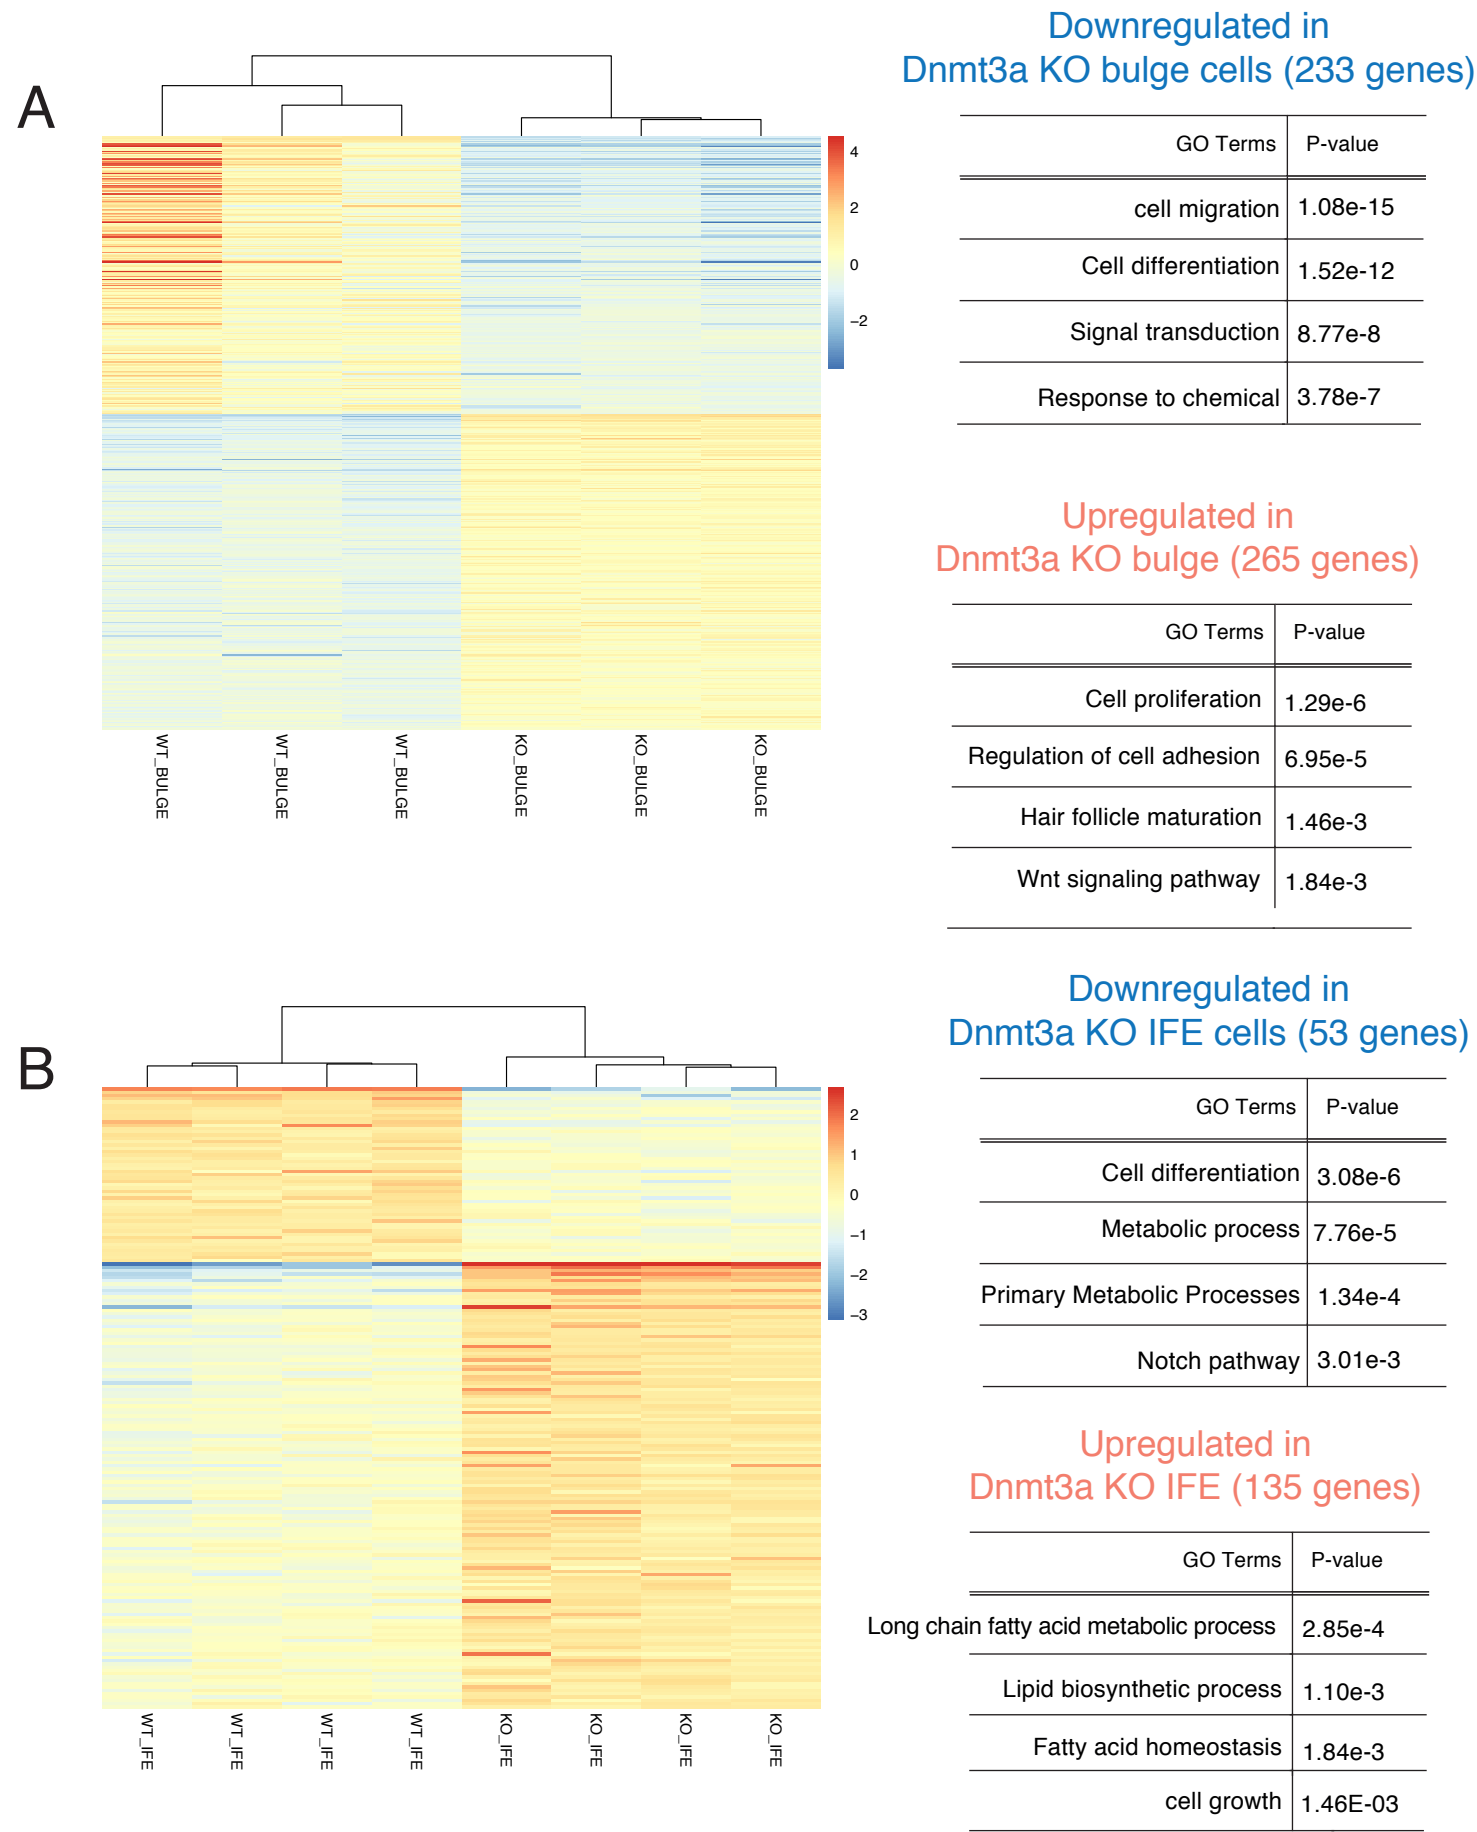 A
4
2
0
−2
WT_BULGE
WT_BULGE
WT_BULGE
KO_BULGE
KO_BULGE
KO_BULGE
Downregulated in
Dnmt3a KO bulge cells (233 genes)
GO Terms P-value
cell migration 1.08e-15
Cell differentiation 1.52e-12
Signal transduction 8.77e-8
Response to chemical 3.78e-7
Upregulated in
Dnmt3a KO bulge (265 genes)
GO Terms P-value
Cell proliferation 1.29e-6
Regulation of cell adhesion 6.95e-5
Hair follicle maturation 1.46e-3
Wnt signaling pathway 1.84e-3
B
2
1
0
−1
−2
−3
WT_IFE
WT_IFE
WT_IFE
WT_IFE
KO_IFE
KO_IFE
KO_IFE
KO_IFE
Downregulated in
Dnmt3a KO IFE cells (53 genes)
GO Terms P-value
Cell differentiation 3.08e-6
Metabolic process 7.76e-5
Primary Metabolic Processes 1.34e-4
Notch pathway 3.01e-3
Upregulated in
Dnmt3a KO IFE (135 genes)
GO Terms P-value
Long chain fatty acid metabolic process 2.85e-4
Lipid biosynthetic process 1.10e-3
Fatty acid homeostasis 1.84e-3
cell growth 1.46E-03